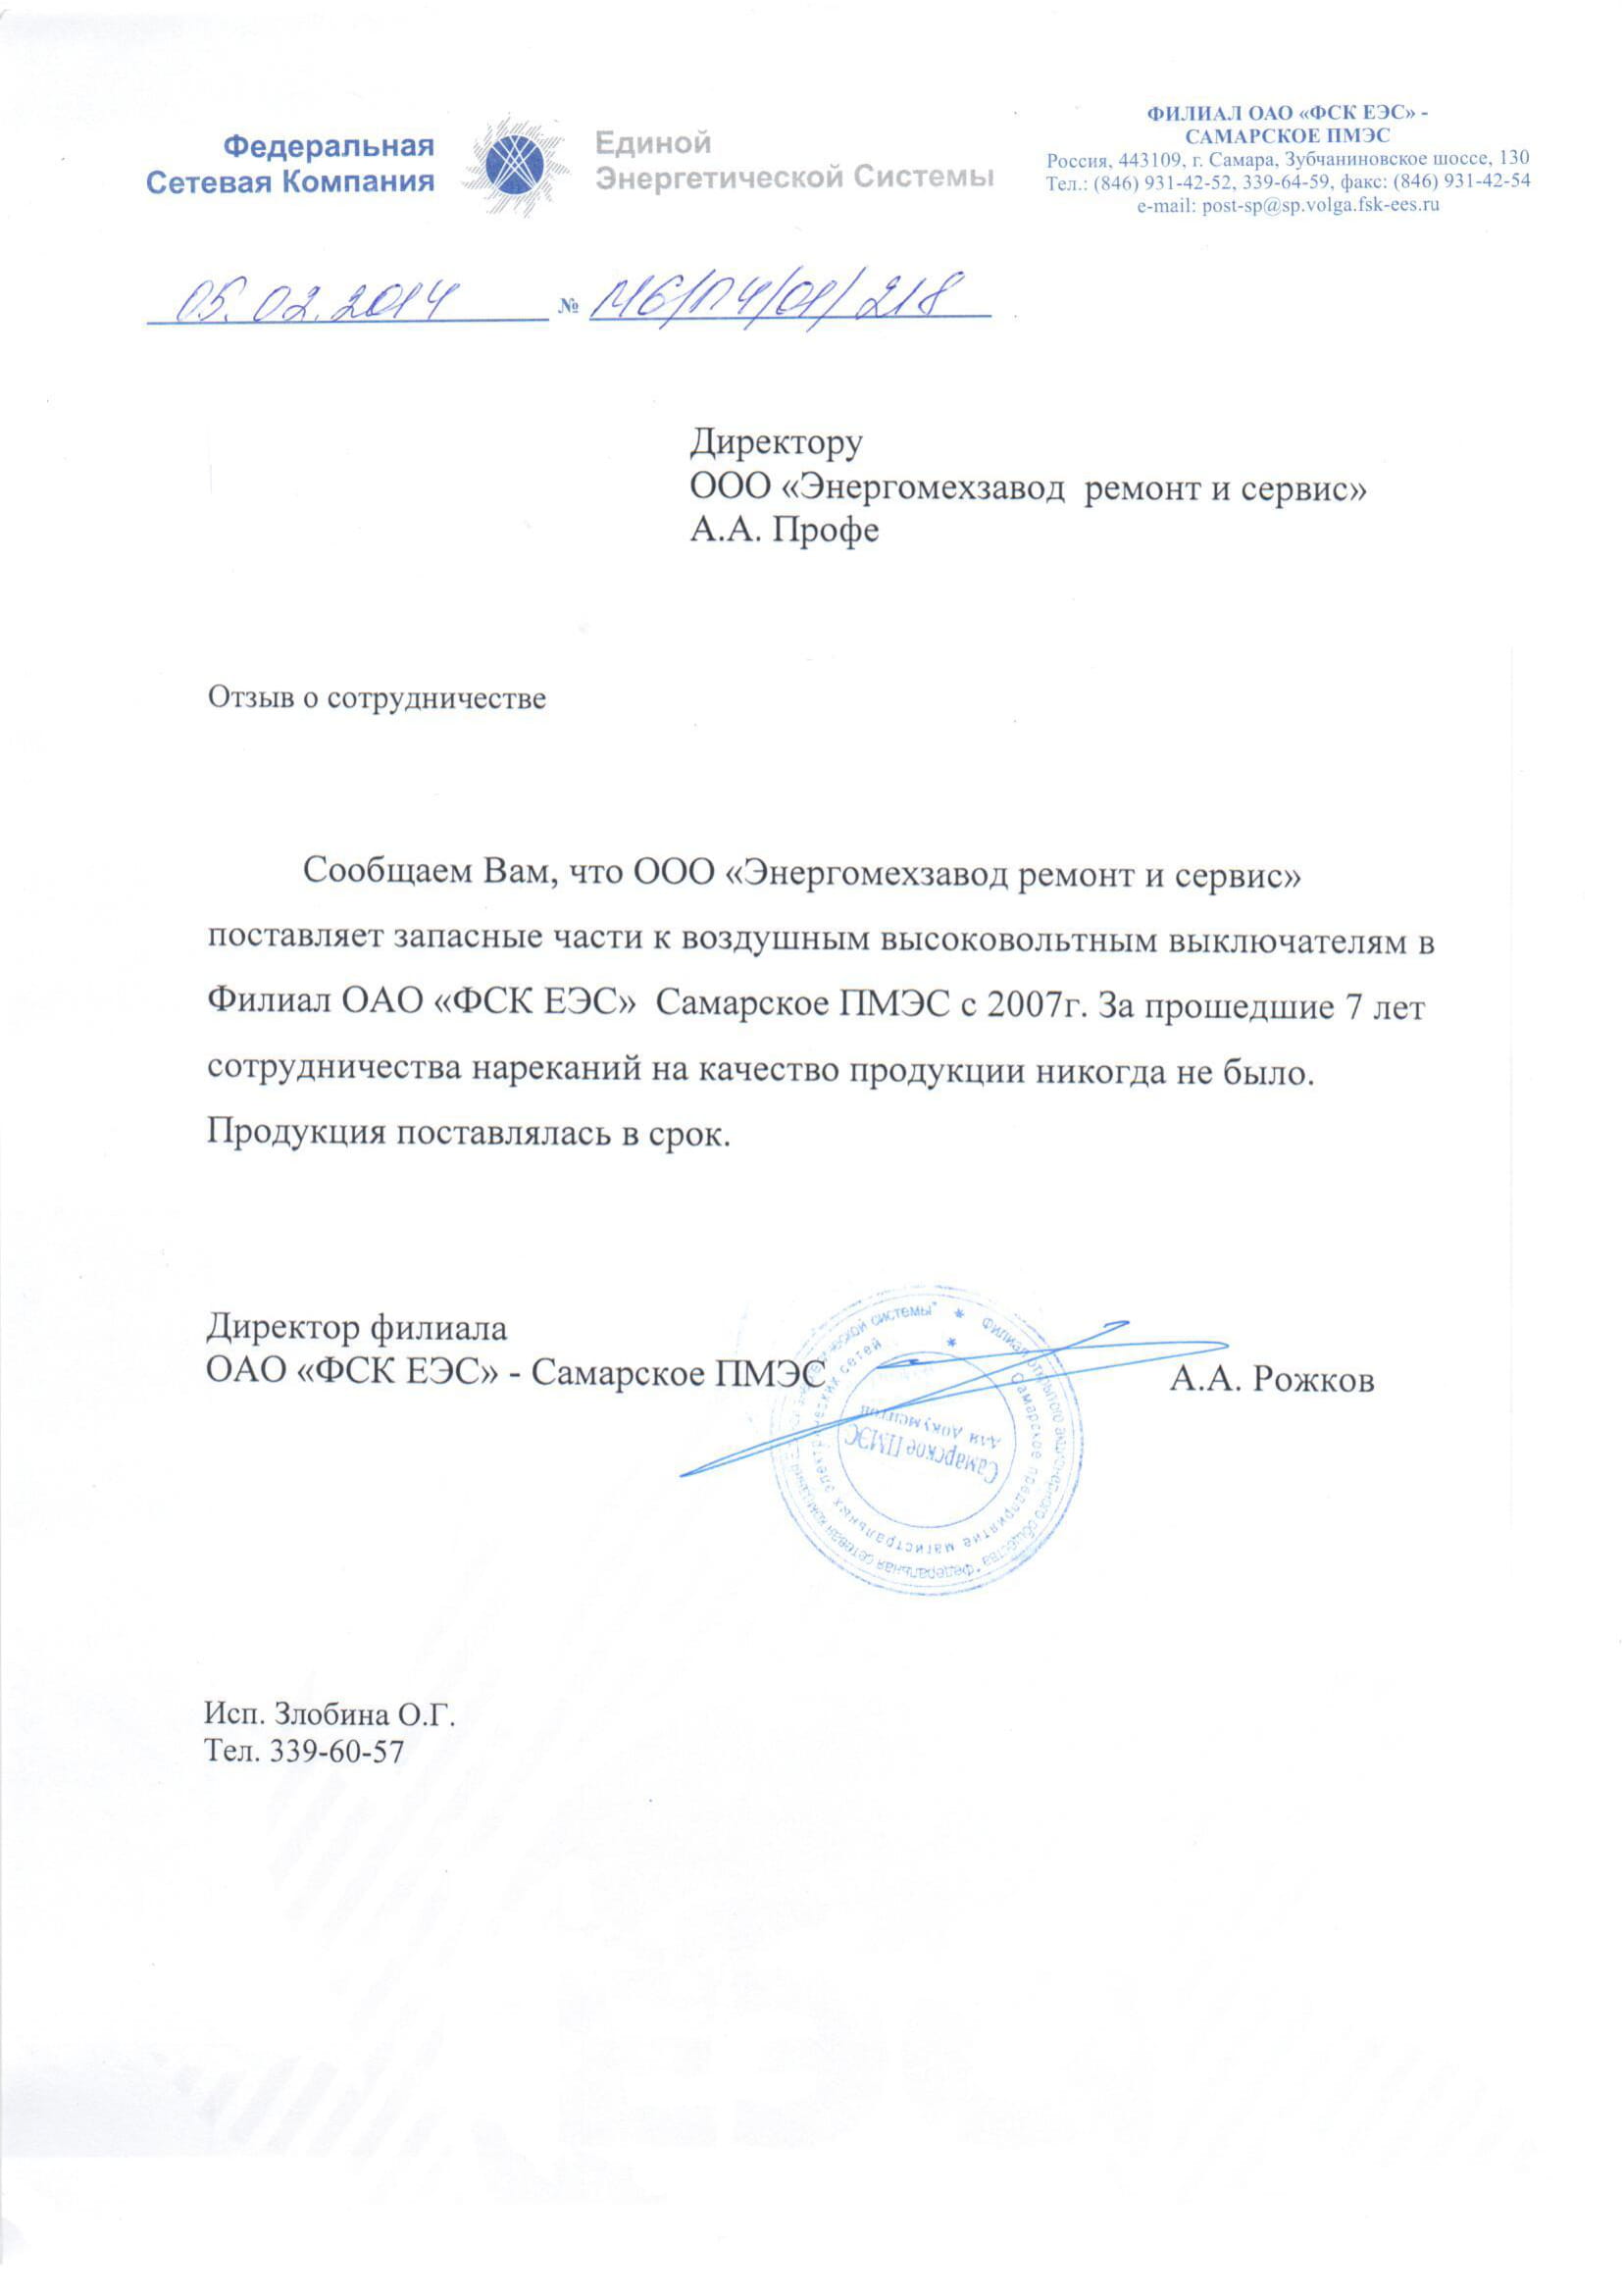 Федеральная
Сетевая Компания
Единой
Энергетической Системы
ФИЛИАЛ ОАО «ФСК ЕЭС» -
САМАРСКОЕ ПМЭС
Россия, 443109, г. Самара, Зубчаниновское шоссе, 130
Тел.: (846) 931-42-52, 339-64-59, факс: (846) 931-42-54
e-mail: post-sp@sp.volga.fsk-ees.ru
05.02.2014 № М6/П4/01/218
Директору
ООО «Энергомехзавод ремонт и сервис»
А.А. Профе
Отзыв о сотрудничестве
Сообщаем Вам, что ООО «Энергомехзавод ремонт и сервис»
поставляет запасные части к воздушным высоковольтным выключателям в
Филиал ОАО «ФСК ЕЭС» Самарское ПМЭС с 2007г. За прошедшие 7 лет
сотрудничества нареканий на качество продукции никогда не было.
Продукция поставлялась в срок.
Директор филиала
ОАО «ФСК ЕЭС» - Самарское ПМЭС
А.А. Рожков
Филиал открытого акционерного общества "Федеральная сетевая компания энергетической системы"
Самарское предприятие магистральных электрических сетей
Самарское ПМЭС
для документов
Исп. Злобина О.Г.
Тел. 339-60-57